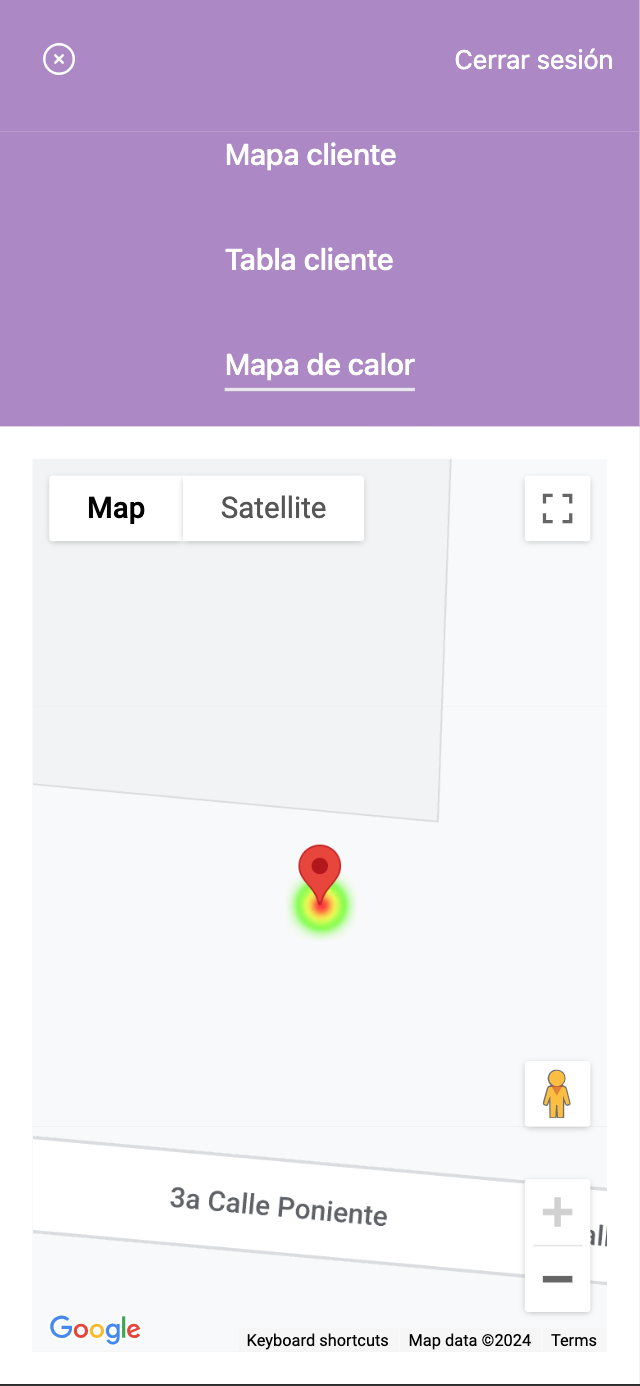 Cerrar sesión
Mapa cliente
Tabla cliente
Mapa de calor
Map
Satellite
3a Calle Poniente
Google
Keyboard shortcuts
Map data ©2024
Terms